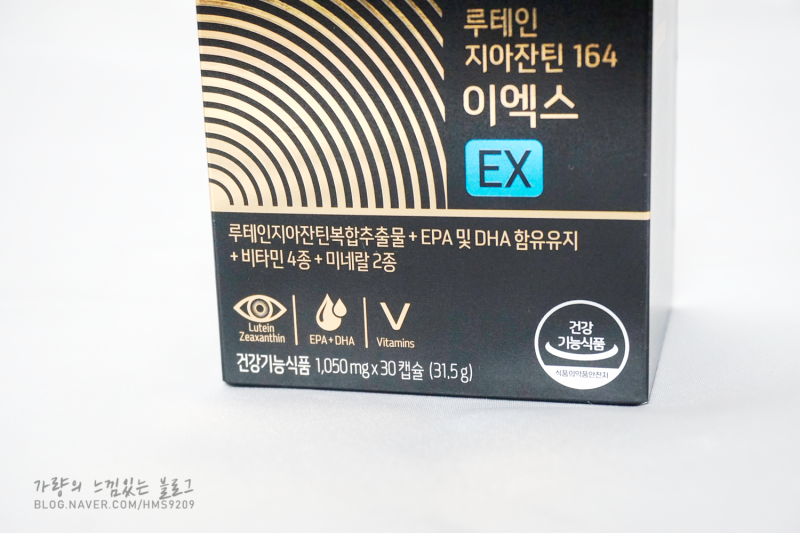 루테인
지아잔틴 164
이엑스
EX
루테인지아잔틴복합추출물 + EPA 및 DHA 함유유지
+ 비타민 4종 + 미네랄 2종
Lutein
Zeaxanthin
EPA+DHA
V
Vitamins
건강
기능식품
식품의약품안전처
건강기능식품 1,050 mg x 30 캡슐 (31.5 g)
가량의 느낌있는 블로그
BLOG.NAVER.COM/HMS9209